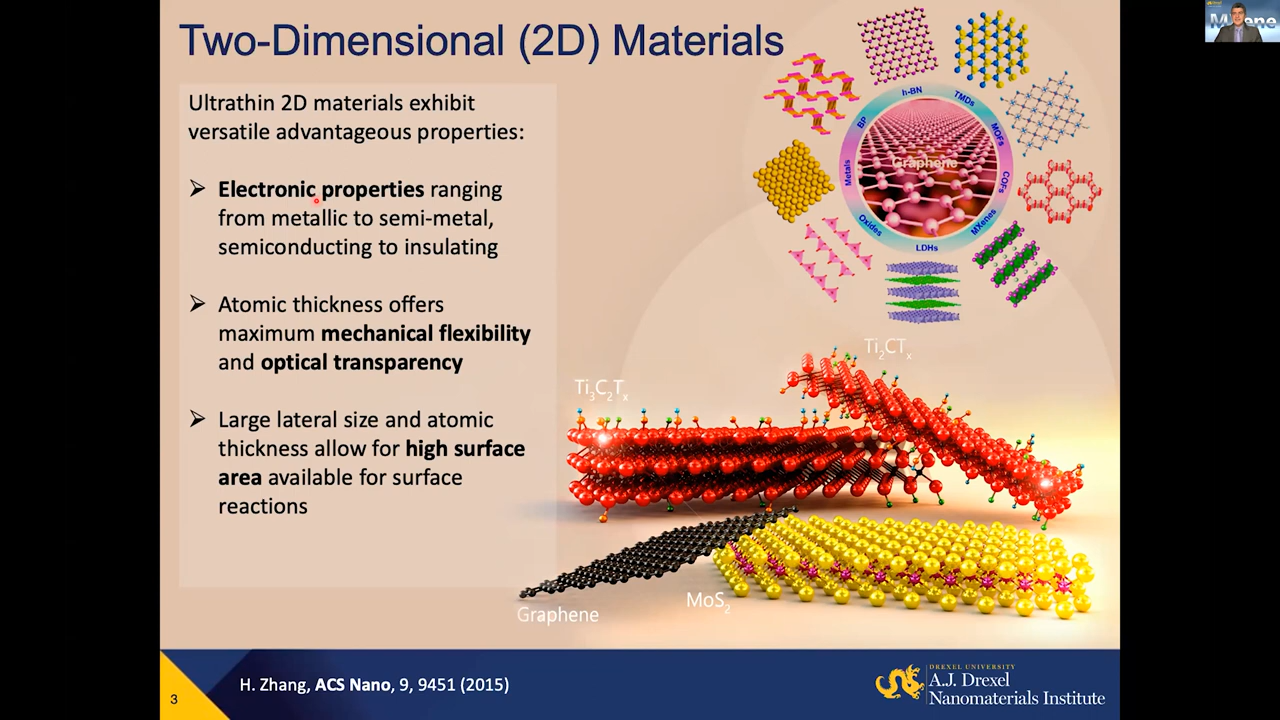 Two-Dimensional (2D) Materials
Ultrathin 2D materials exhibit
versatile advantageous properties:
➢ Electronic properties ranging
from metallic to semi-metal,
semiconducting to insulating
➢ Atomic thickness offers
maximum mechanical flexibility
and optical transparency
➢ Large lateral size and atomic
thickness allow for high surface
area available for surface
reactions
h-BN
TMDs
MOFs
COFs
MXenes
LDHs
Oxides
Metals
BP
Graphene
Ti₂CTₓ
Ti₃C₂Tₓ
Graphene
MoS₂
3
H. Zhang, ACS Nano, 9, 9451 (2015)
DREXEL UNIVERSITY
A.J. Drexel
Nanomaterials Institute